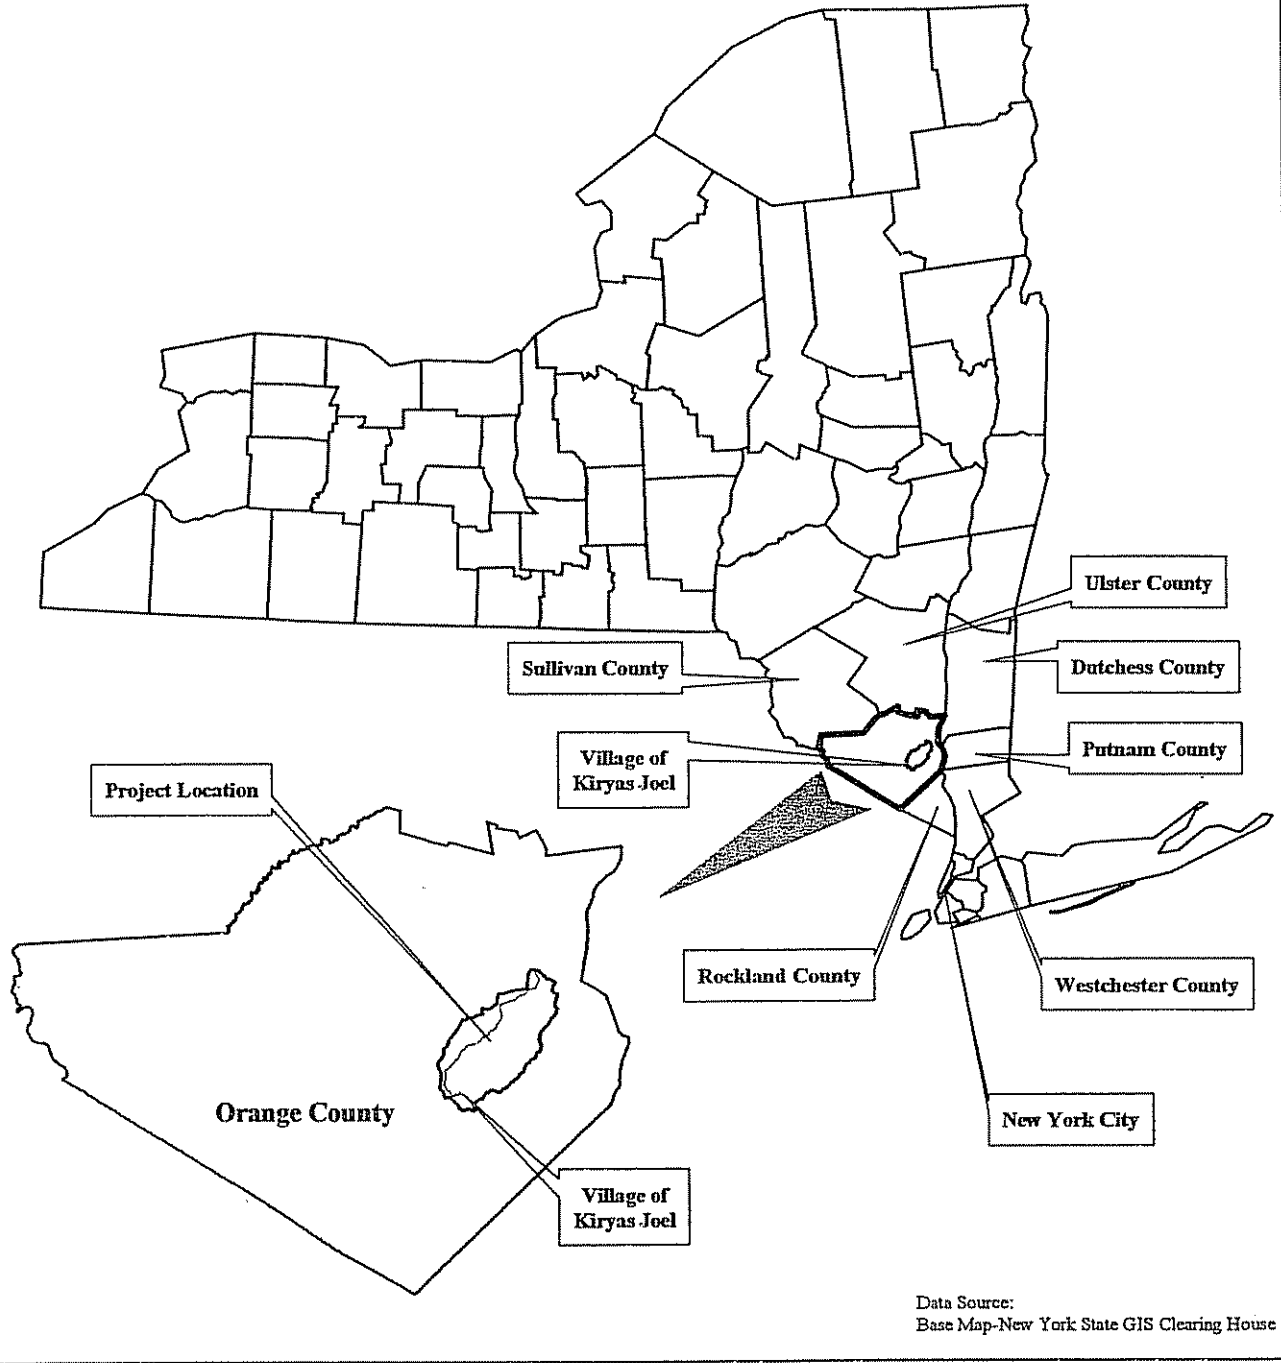 Ulster County
Sullivan County
Dutchess County
Village of
Kiryas Joel
Putnam County
Project Location
Rockland County
Westchester County
Orange County
New York City
Village of
Kiryas Joel
Data Source:
Base Map-New York State GIS Clearing House